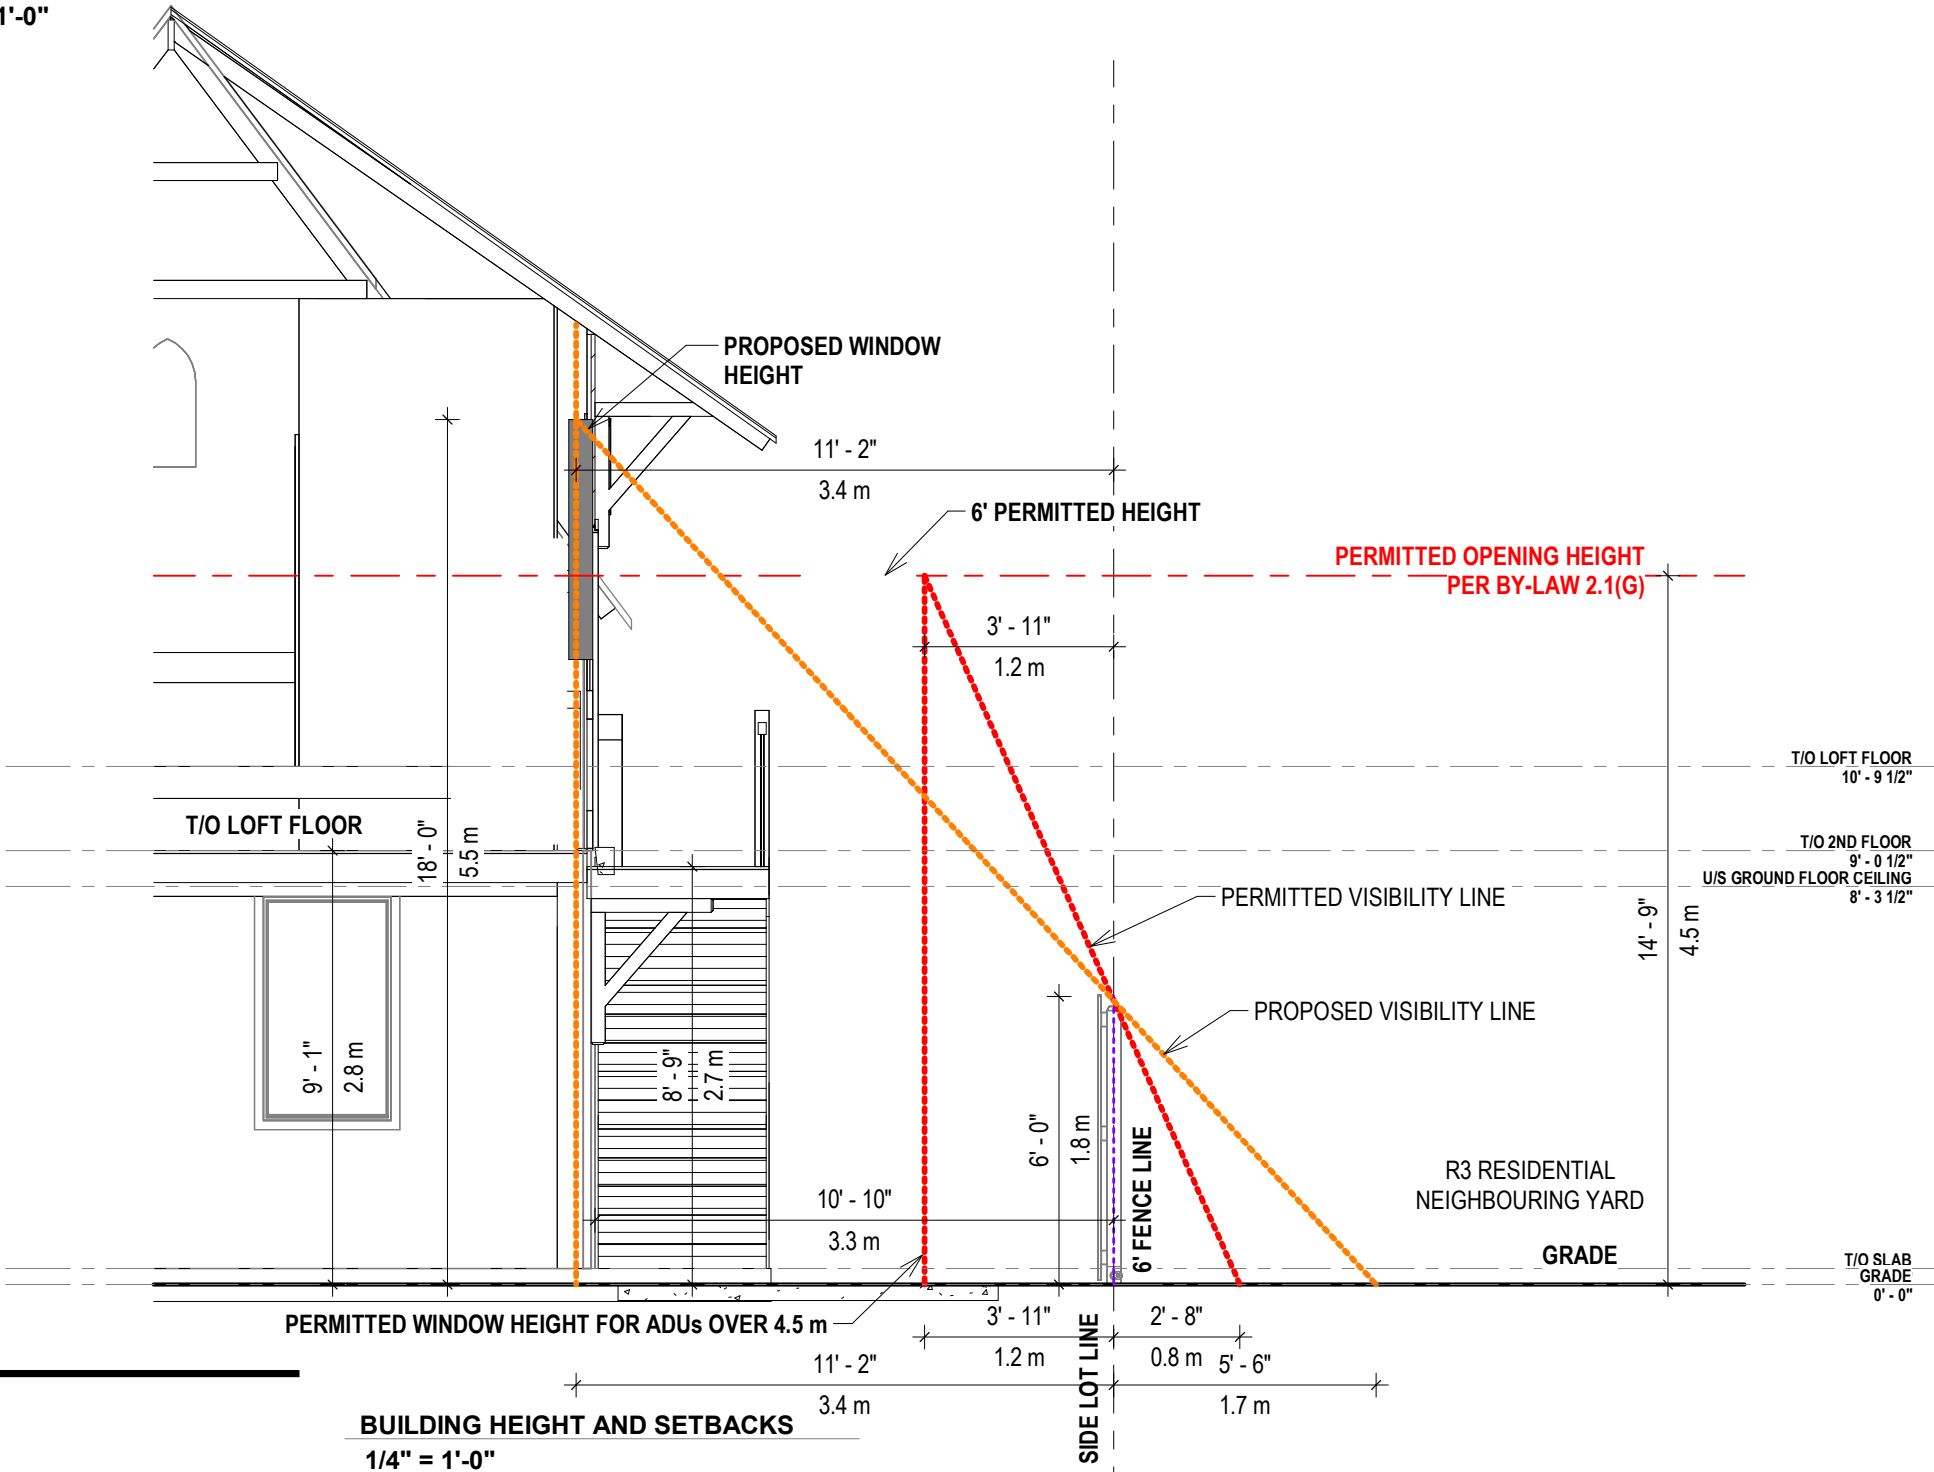 1'-0"
PROPOSED WINDOW
HEIGHT
11' - 2"
3.4 m
6' PERMITTED HEIGHT
PERMITTED OPENING HEIGHT
PER BY-LAW 2.1(G)
3' - 11"
1.2 m
T/O LOFT FLOOR
10' - 9 1/2"
T/O LOFT FLOOR
18' - 0"
5.5 m
T/O 2ND FLOOR
9' - 0 1/2"
U/S GROUND FLOOR CEILING
8' - 3 1/2"
PERMITTED VISIBILITY LINE
14' - 9"
4.5 m
PROPOSED VISIBILITY LINE
9' - 1"
2.8 m
8' - 9"
2.7 m
6' - 0"
1.8 m
6' FENCE LINE
R3 RESIDENTIAL
NEIGHBOURING YARD
10' - 10"
3.3 m
GRADE
T/O SLAB
GRADE
0' - 0"
PERMITTED WINDOW HEIGHT FOR ADUs OVER 4.5 m
3' - 11"
1.2 m
2' - 8"
0.8 m
11' - 2"
3.4 m
5' - 6"
1.7 m
SIDE LOT LINE
BUILDING HEIGHT AND SETBACKS
1/4" = 1'-0"